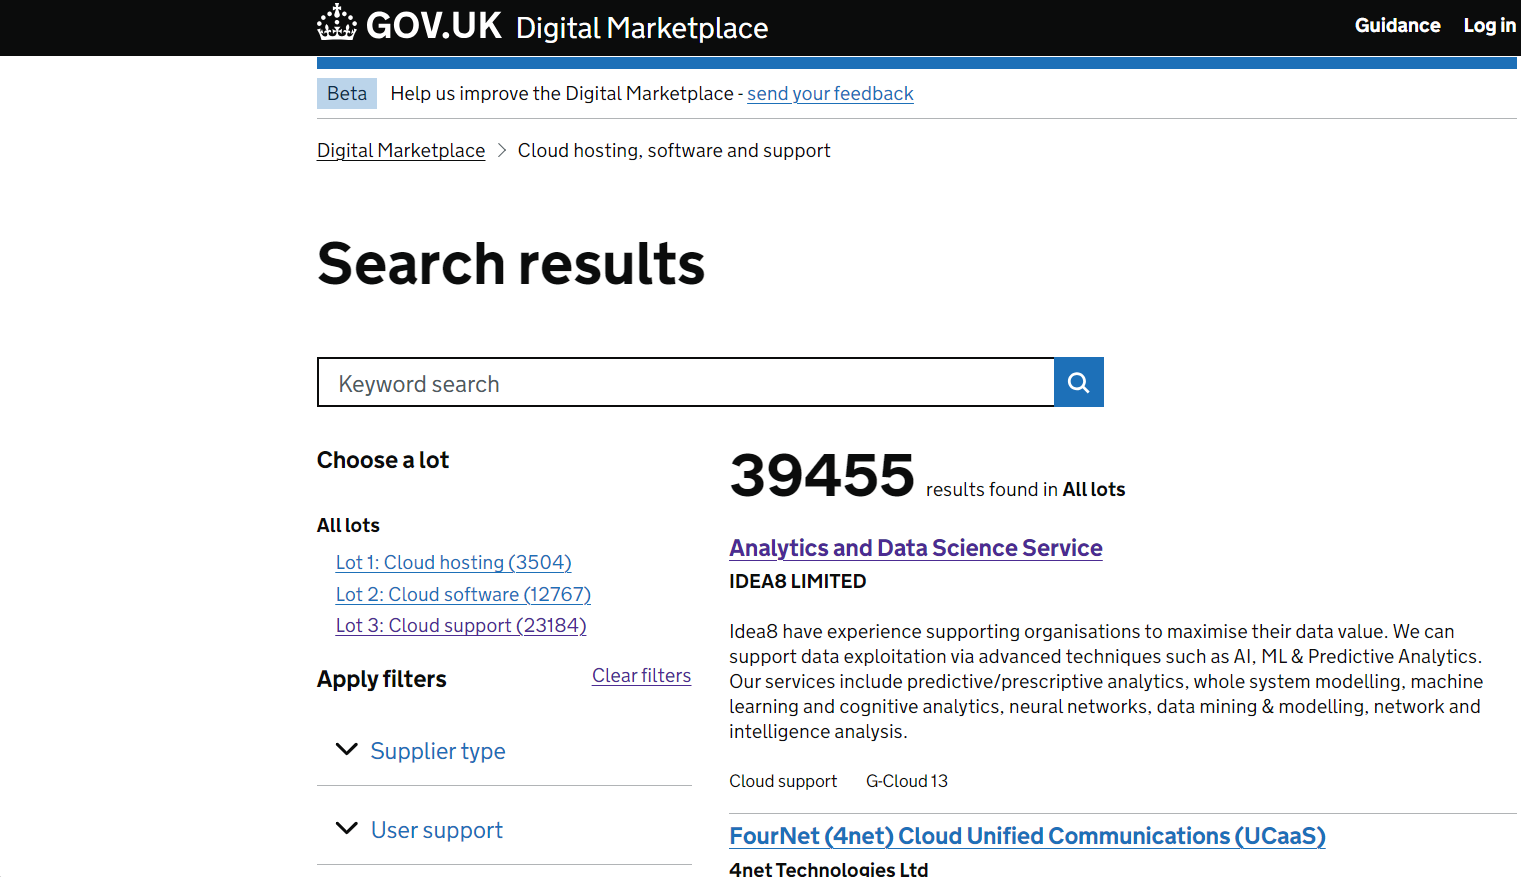 GOV.UK Digital Marketplace
Guidance Log in
Beta Help us improve the Digital Marketplace - send your feedback
Digital Marketplace > Cloud hosting, software and support
Search results
Keyword search
Choose a lot
All lots
Lot 1: Cloud hosting (3504)
Lot 2: Cloud software (12767)
Lot 3: Cloud support (23184)
Apply filters Clear filters
Supplier type
User support
39455 results found in All lots
Analytics and Data Science Service
IDEA8 LIMITED
Idea8 have experience supporting organisations to maximise their data value. We can
support data exploitation via advanced techniques such as AI, ML & Predictive Analytics.
Our services include predictive/prescriptive analytics, whole system modelling, machine
learning and cognitive analytics, neural networks, data mining & modelling, network and
intelligence analysis.
Cloud support G-Cloud 13
FourNet (4net) Cloud Unified Communications (UCaaS)
4net Technologies Ltd